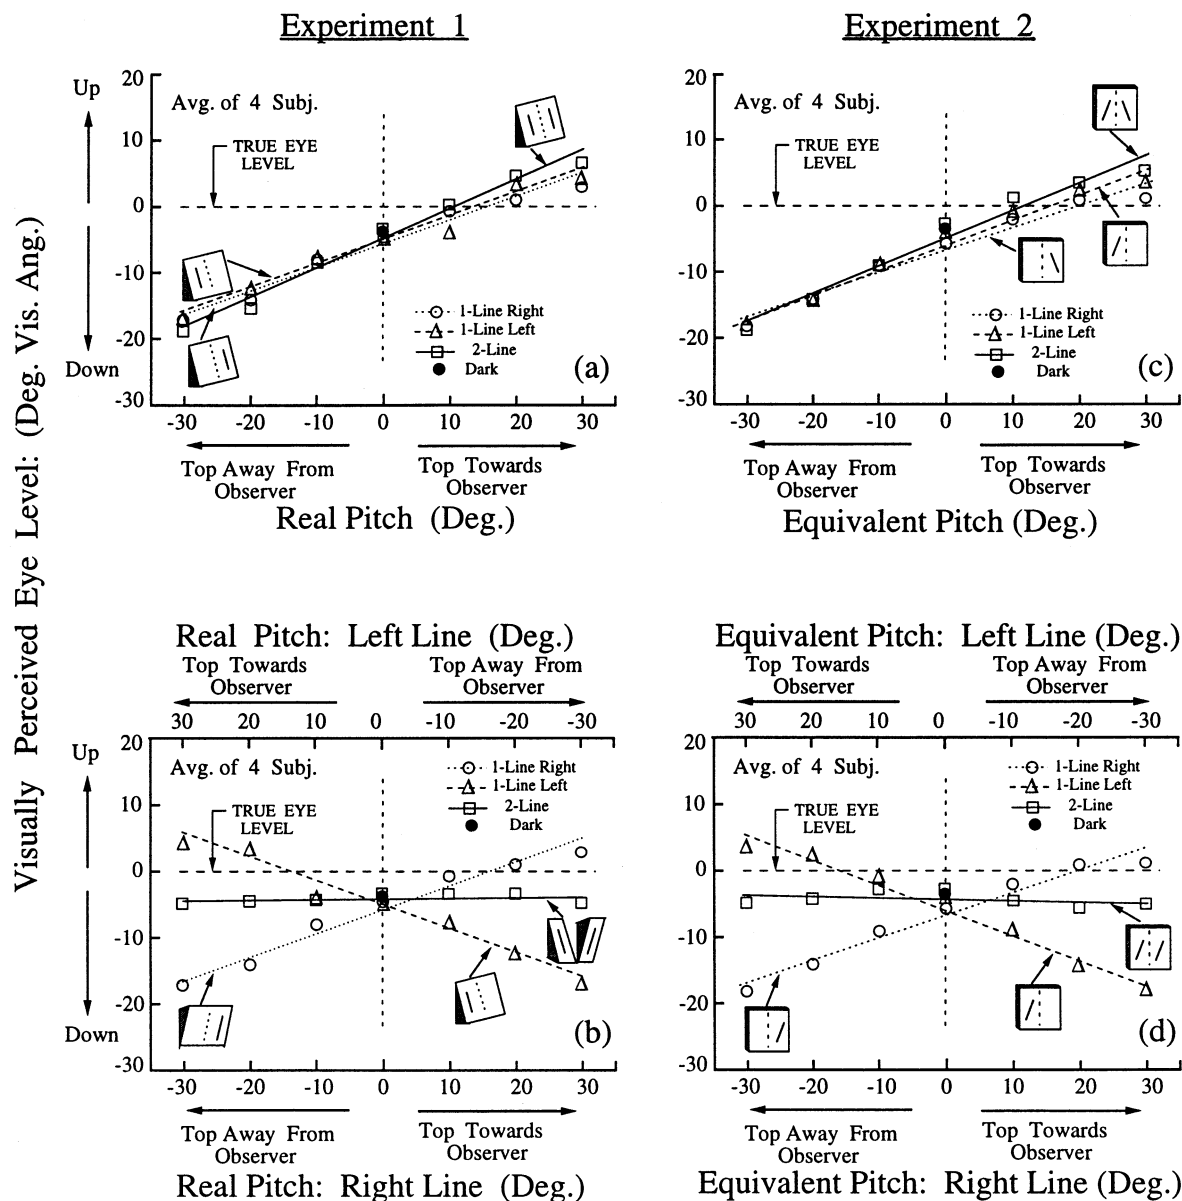 Experiment 1
Experiment 2
Visually Perceived Eye Level: (Deg. Vis. Ang.)
Up
Down
20
10
0
-10
-20
-30
Avg. of 4 Subj.
TRUE EYE
LEVEL
1-Line Right
1-Line Left
2-Line
Dark
(a)
-30 -20 -10 0 10 20 30
Top Away From
Observer
Top Towards
Observer
Real Pitch (Deg.)
20
10
0
-10
-20
-30
Avg. of 4 Subj.
TRUE EYE
LEVEL
1-Line Right
1-Line Left
2-Line
Dark
(c)
-30 -20 -10 0 10 20 30
Top Away From
Observer
Top Towards
Observer
Equivalent Pitch (Deg.)
Real Pitch: Left Line (Deg.)
Top Towards
Observer
Top Away From
Observer
30 20 10 0 -10 -20 -30
Up
Down
20
10
0
-10
-20
-30
Avg. of 4 Subj.
TRUE EYE
LEVEL
1-Line Right
1-Line Left
2-Line
Dark
(b)
-30 -20 -10 0 10 20 30
Top Away From
Observer
Top Towards
Observer
Real Pitch: Right Line (Deg.)
Equivalent Pitch: Left Line (Deg.)
Top Towards
Observer
Top Away From
Observer
30 20 10 0 -10 -20 -30
20
10
0
-10
-20
-30
Avg. of 4 Subj.
TRUE EYE
LEVEL
1-Line Right
1-Line Left
2-Line
Dark
(d)
-30 -20 -10 0 10 20 30
Top Away From
Observer
Top Towards
Observer
Equivalent Pitch: Right Line (Deg.)